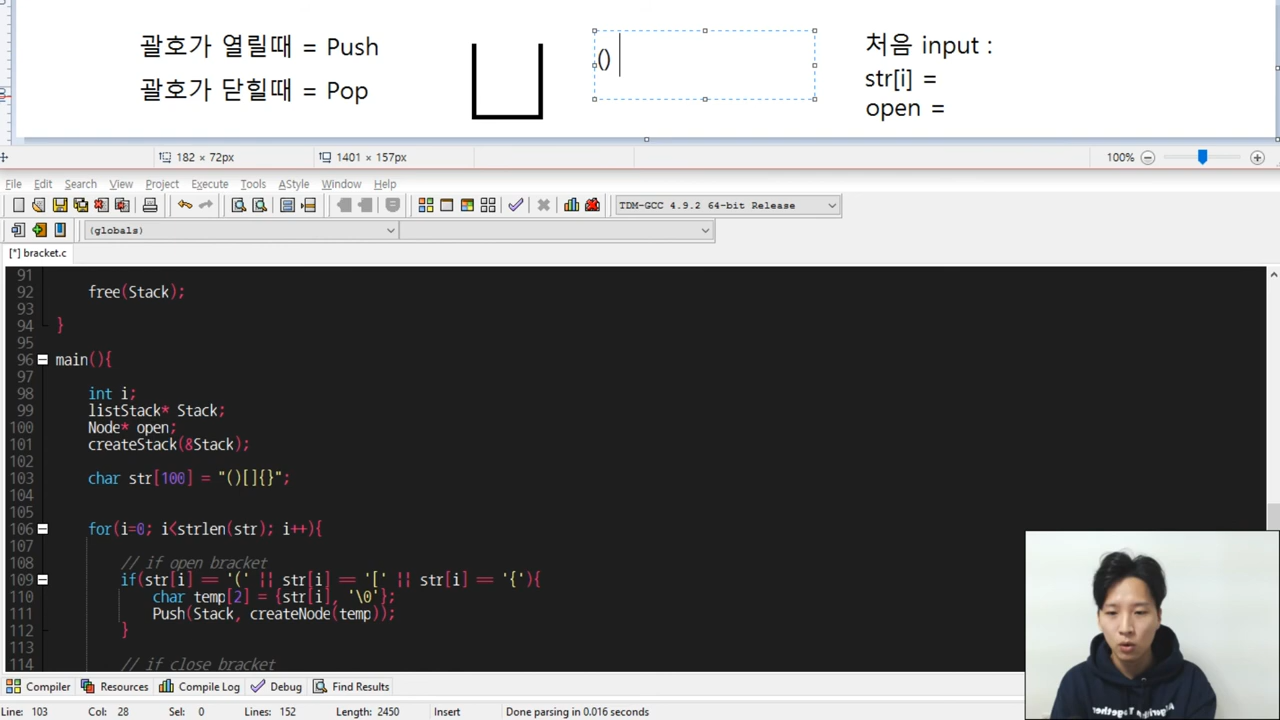 괄호가 열릴때 = Push
괄호가 닫힐때 = Pop
()
처음 input :
str[i] =
open =
182 × 72px
1401 × 157px
100%
File Edit Search View Project Execute Tools AStyle Window Help
TDM-GCC 4.9.2 64-bit Release
(globals)
[*] bracket.c
91
92 free(Stack);
93
94 }
95
96 main(){
97
98 int i;
99 listStack* Stack;
100 Node* open;
101 createStack(&Stack);
102
103 char str[100] = "()[]{}";
104
105
106 for(i=0; i<strlen(str); i++){
107
108 // if open bracket
109 if(str[i] == '(' || str[i] == '[' || str[i] == '{'){
110 char temp[2] = {str[i], '\0'};
111 Push(Stack, createNode(temp));
112 }
113
114 // if close bracket
Compiler Resources Compile Log Debug Find Results
Line: 103 Col: 28 Sel: 0 Lines: 152 Length: 2450 Insert Done parsing in 0.016 seconds